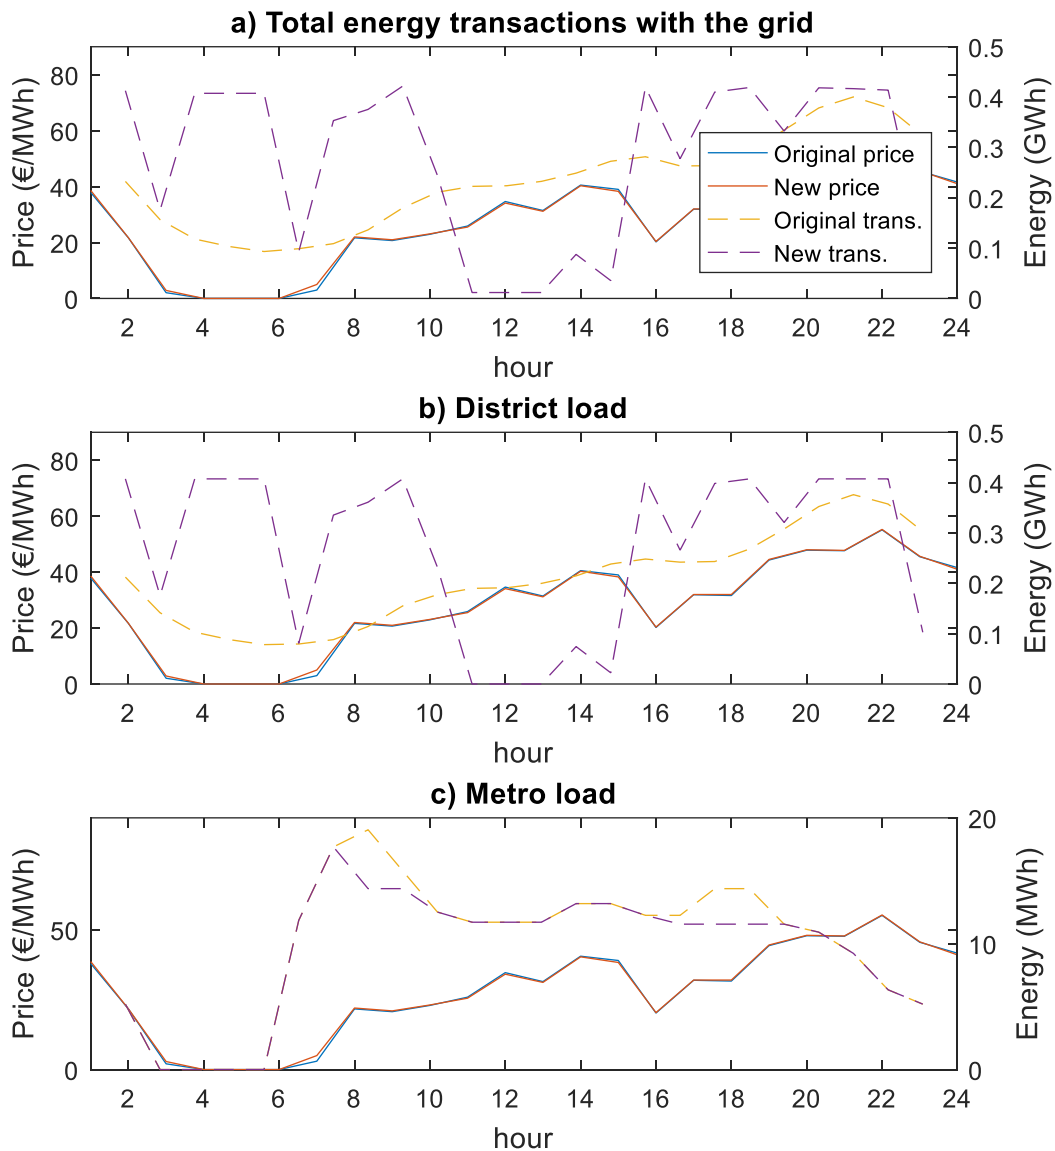 a) Total energy transactions with the grid
Price (€/MWh)
80
60
40
20
0
0.5
0.4
0.3
0.2
0.1
0
Energy (GWh)
Original price
New price
Original trans.
New trans.
2 4 6 8 10 12 14 16 18 20 22 24
hour
b) District load
Price (€/MWh)
80
60
40
20
0
0.5
0.4
0.3
0.2
0.1
0
Energy (GWh)
2 4 6 8 10 12 14 16 18 20 22 24
hour
c) Metro load
Price (€/MWh)
50
0
20
10
0
Energy (MWh)
2 4 6 8 10 12 14 16 18 20 22 24
hour